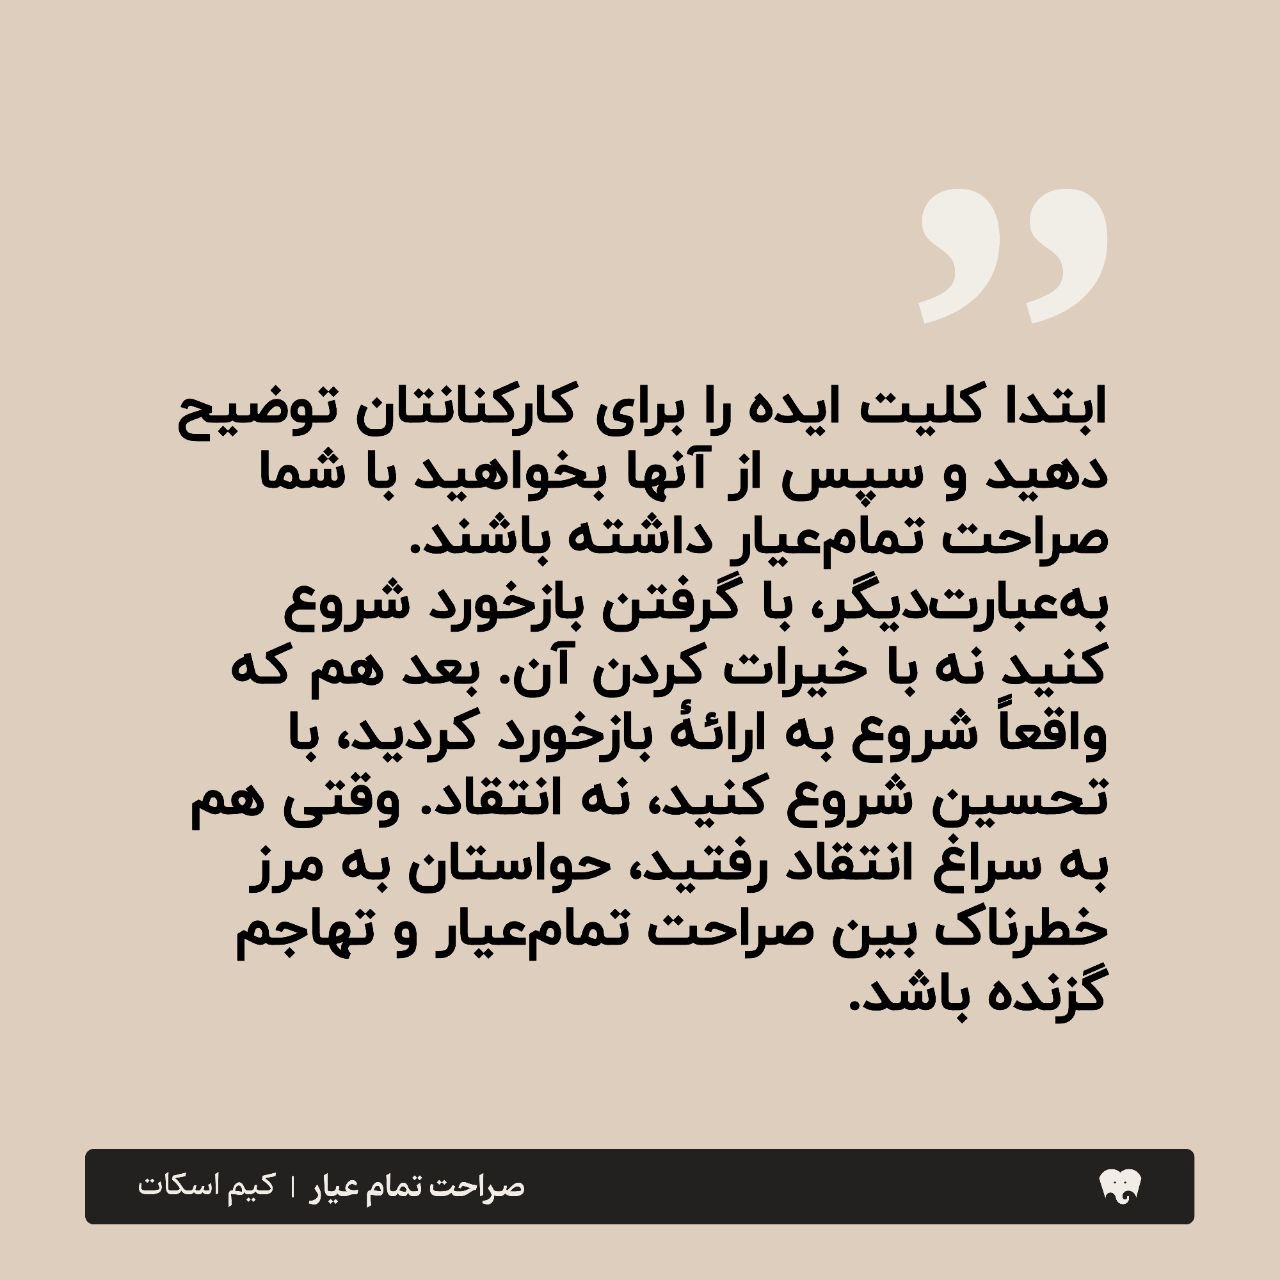 ابتدا کلیت ایده را برای کارکنانتان توضیح
دهید و سپس از آنها بخواهید با شما
صراحت تمام‌عیار داشته باشند.
به‌عبارت‌دیگر، با گرفتن بازخورد شروع
کنید نه با خیرات کردن آن. بعد هم که
واقعاً شروع به ارائهٔ بازخورد کردید، با
تحسین شروع کنید، نه انتقاد. وقتی هم
به سراغ انتقاد رفتید، حواستان به مرز
خطرناک بین صراحت تمام‌عیار و تهاجم
گزنده باشد.
صراحت تمام عیار | کیم اسکات